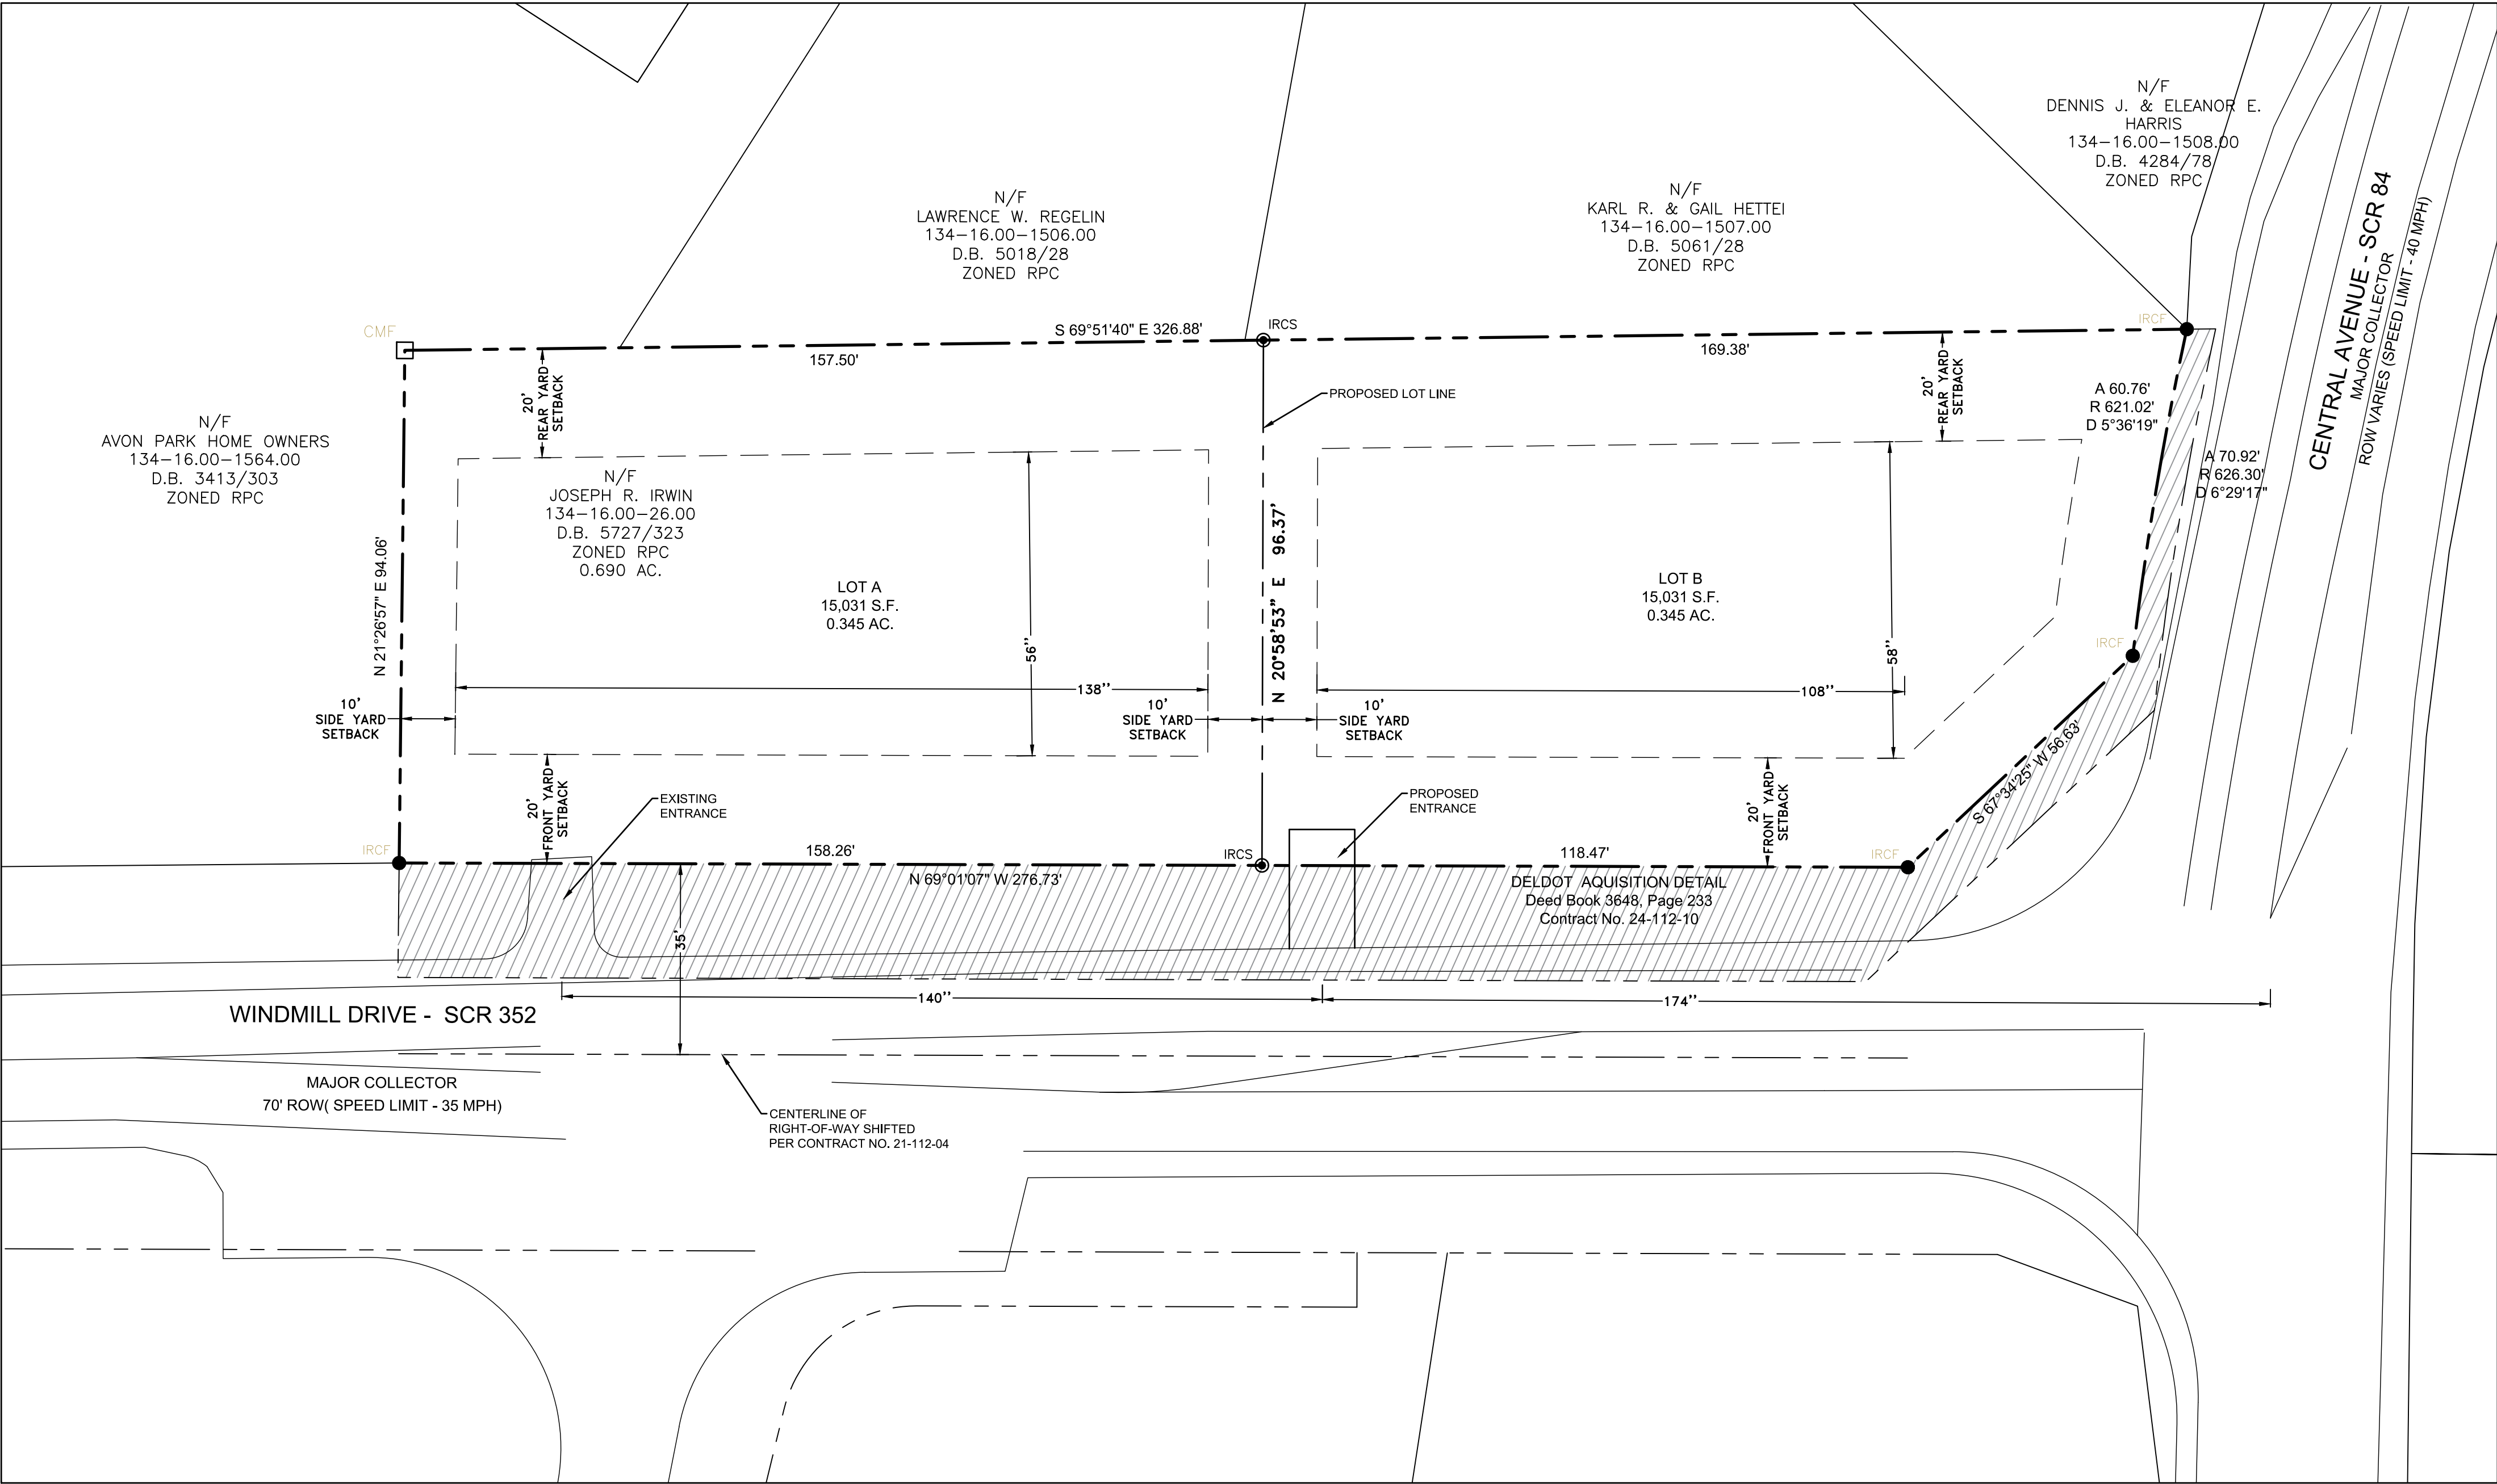 N/F
DENNIS J. & ELEANOR E.
HARRIS
134-16.00-1508.00
D.B. 4284/78
ZONED RPC
N/F
LAWRENCE W. REGELIN
134-16.00-1506.00
D.B. 5018/28
ZONED RPC
N/F
KARL R. & GAIL HETTEI
134-16.00-1507.00
D.B. 5061/28
ZONED RPC
CENTRAL AVENUE - SCR 84
MAJOR COLLECTOR
ROW VARIES (SPEED LIMIT - 40 MPH)
CMF
S 69°51'40" E 326.88'
IRCS
IRCF
157.50'
169.38'
20'
REAR YARD
SETBACK
PROPOSED LOT LINE
20'
REAR YARD
SETBACK
A 60.76'
R 621.02'
D 5°36'19"
A 70.92'
R 626.30'
D 6°29'17"
N/F
AVON PARK HOME OWNERS
134-16.00-1564.00
D.B. 3413/303
ZONED RPC
N/F
JOSEPH R. IRWIN
134-16.00-26.00
D.B. 5727/323
ZONED RPC
0.690 AC.
N 21°26'57" E 94.06'
LOT A
15,031 S.F.
0.345 AC.
56''
N 20°58'53" E 96.37'
LOT B
15,031 S.F.
0.345 AC.
58''
IRCF
138''
108''
10'
SIDE YARD
SETBACK
10'
SIDE YARD
SETBACK
10'
SIDE YARD
SETBACK
S 67°34'25" W 56.63'
20'
FRONT YARD
SETBACK
EXISTING
ENTRANCE
PROPOSED
ENTRANCE
20'
FRONT YARD
SETBACK
IRCF
158.26'
IRCS
118.47'
IRCF
N 69°01'07" W 276.73'
DELDOT AQUISITION DETAIL
Deed Book 3648, Page 233
Contract No. 24-112-10
35'
140''
174''
WINDMILL DRIVE - SCR 352
MAJOR COLLECTOR
70' ROW( SPEED LIMIT - 35 MPH)
CENTERLINE OF
RIGHT-OF-WAY SHIFTED
PER CONTRACT NO. 21-112-04